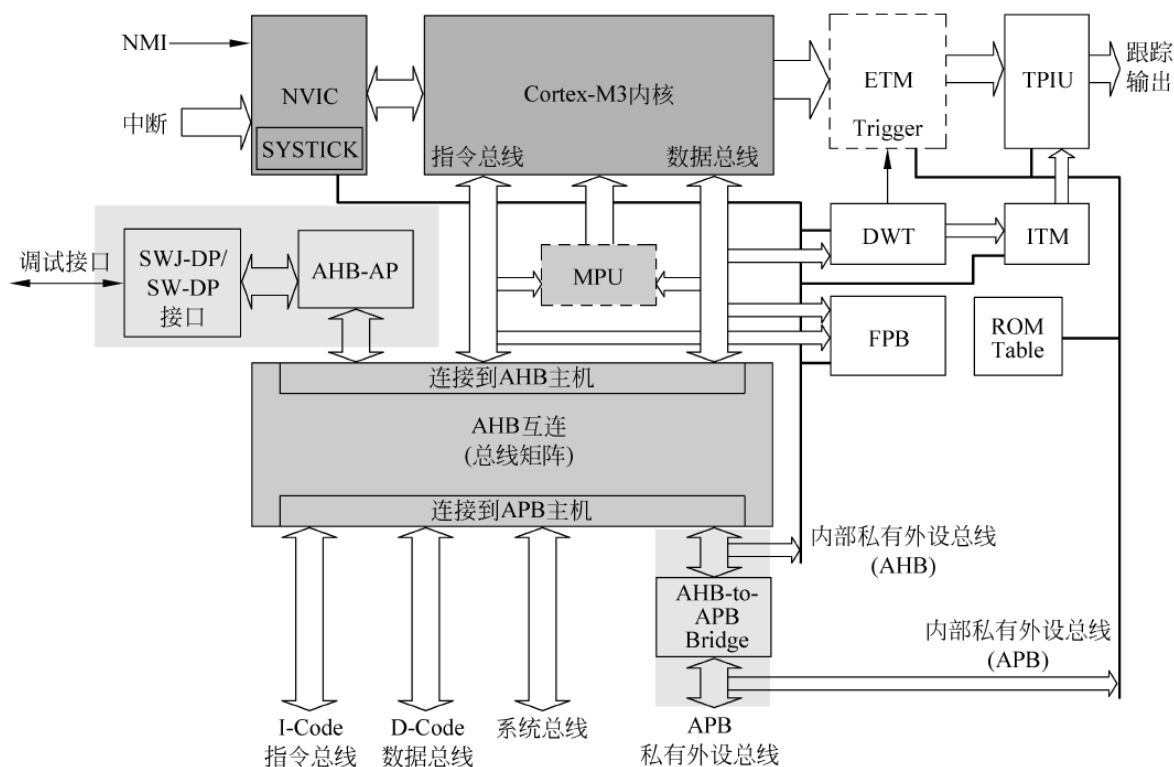 NMI
中断
NVIC
SYSTICK
Cortex-M3内核
指令总线
数据总线
ETM
Trigger
TPIU
跟踪
输出
调试接口
SWJ-DP/
SW-DP
接口
AHB-AP
MPU
DWT
ITM
FPB
ROM
Table
连接到AHB主机
AHB互连
(总线矩阵)
连接到APB主机
内部私有外设总线
(AHB)
AHB-to-
APB
Bridge
内部私有外设总线
(APB)
I-Code
指令总线
D-Code
数据总线
系统总线
APB
私有外设总线